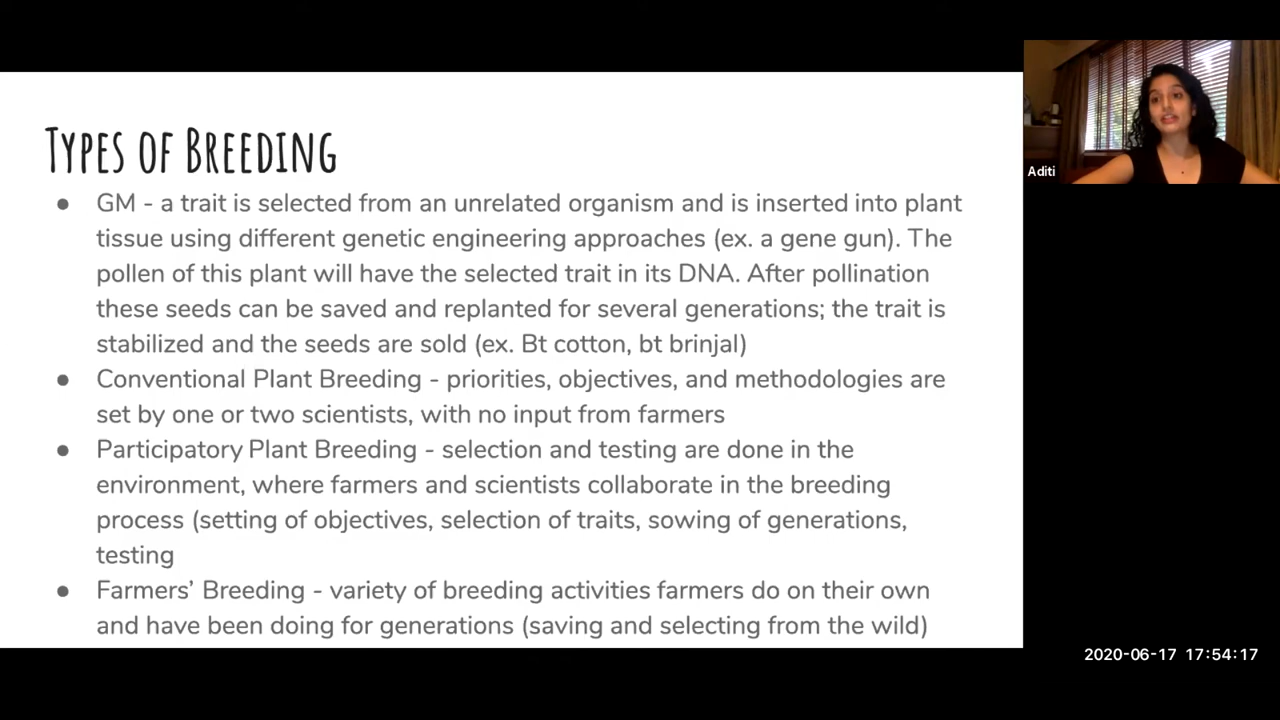 Types of Breeding
● GM - a trait is selected from an unrelated organism and is inserted into plant
tissue using different genetic engineering approaches (ex. a gene gun). The
pollen of this plant will have the selected trait in its DNA. After pollination
these seeds can be saved and replanted for several generations; the trait is
stabilized and the seeds are sold (ex. Bt cotton, bt brinjal)
● Conventional Plant Breeding - priorities, objectives, and methodologies are
set by one or two scientists, with no input from farmers
● Participatory Plant Breeding - selection and testing are done in the
environment, where farmers and scientists collaborate in the breeding
process (setting of objectives, selection of traits, sowing of generations,
testing
● Farmers’ Breeding - variety of breeding activities farmers do on their own
and have been doing for generations (saving and selecting from the wild)
Aditi
2020-06-17 17:54:17